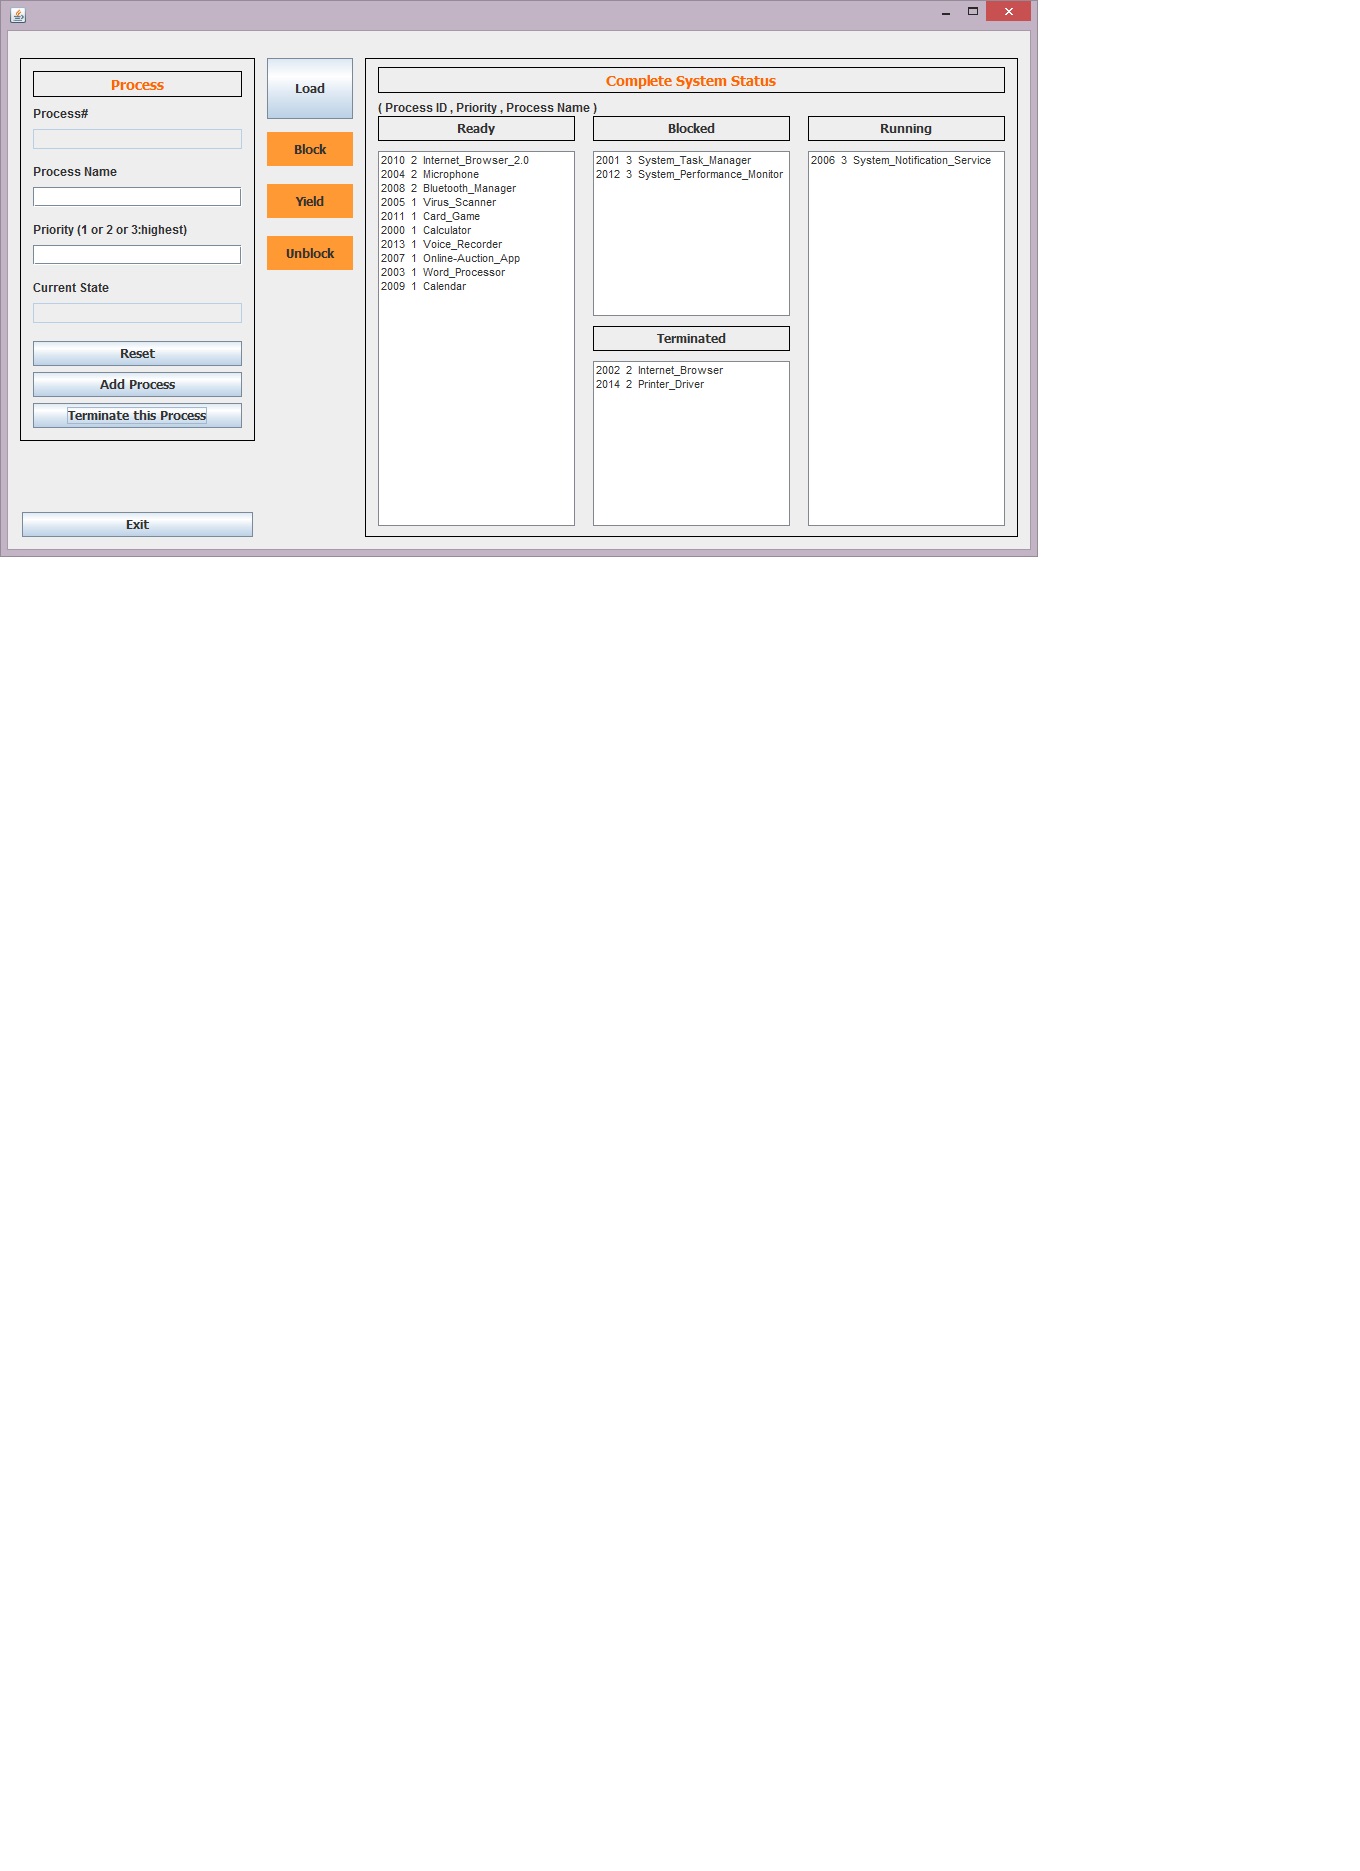 Process
Process#
Process Name
Priority (1 or 2 or 3:highest)
Current State
Reset
Add Process
Terminate this Process
Exit
Load
Block
Yield
Unblock
Complete System Status
( Process ID , Priority , Process Name )
Ready
2010 2 Internet_Browser_2.0
2004 2 Microphone
2008 2 Bluetooth_Manager
2005 1 Virus_Scanner
2011 1 Card_Game
2000 1 Calculator
2013 1 Voice_Recorder
2007 1 Online-Auction_App
2003 1 Word_Processor
2009 1 Calendar
Blocked
2001 3 System_Task_Manager
2012 3 System_Performance_Monitor
Terminated
2002 2 Internet_Browser
2014 2 Printer_Driver
Running
2006 3 System_Notification_Service